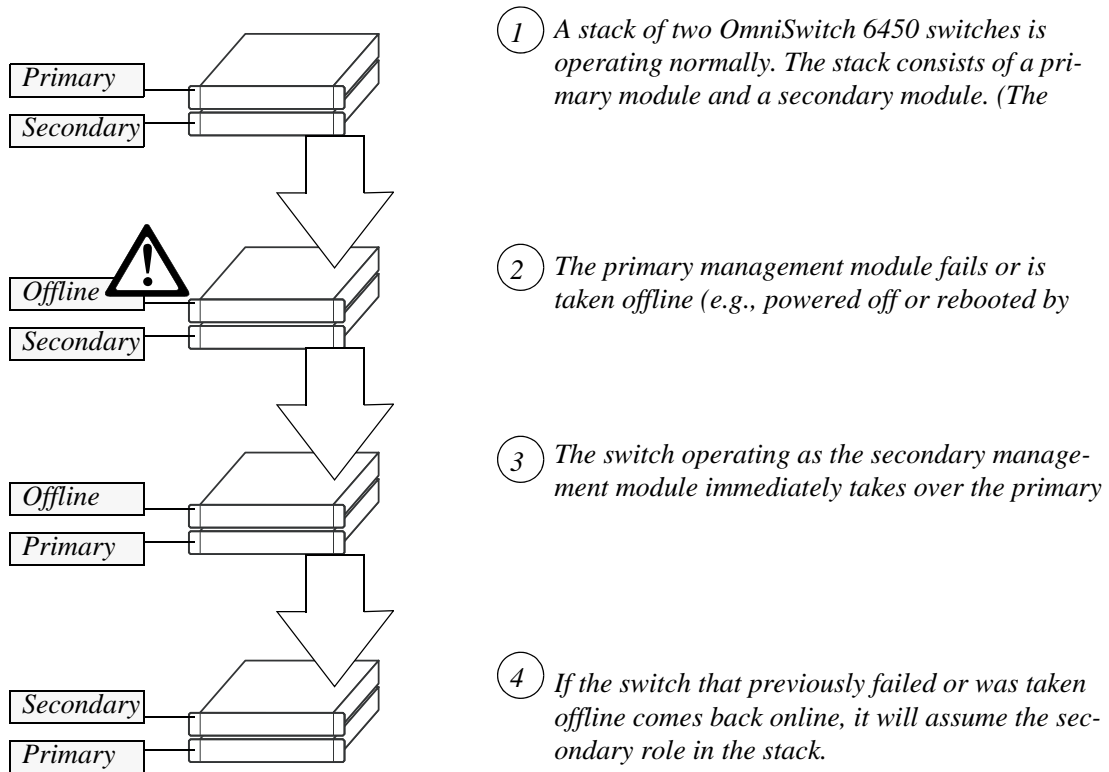 Primary
Secondary
1
A stack of two OmniSwitch 6450 switches is
operating normally. The stack consists of a pri-
mary module and a secondary module. (The
Offline
Secondary
2
The primary management module fails or is
taken offline (e.g., powered off or rebooted by
Offline
Primary
3
The switch operating as the secondary manage-
ment module immediately takes over the primary
Secondary
Primary
4
If the switch that previously failed or was taken
offline comes back online, it will assume the sec-
ondary role in the stack.